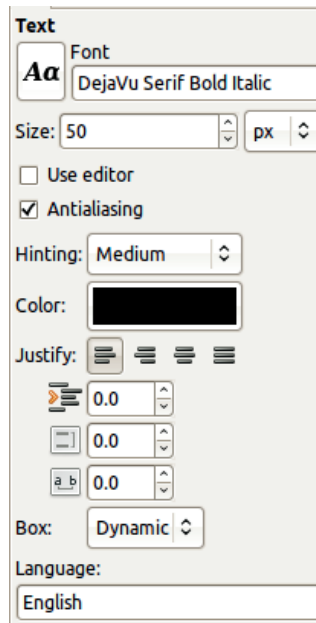 Text
Font
Aa
DejaVu Serif Bold Italic
Size: 50 px
Use editor
Antialiasing
Hinting: Medium
Color:
Justify:
0.0
0.0
a b 0.0
Box: Dynamic
Language:
English